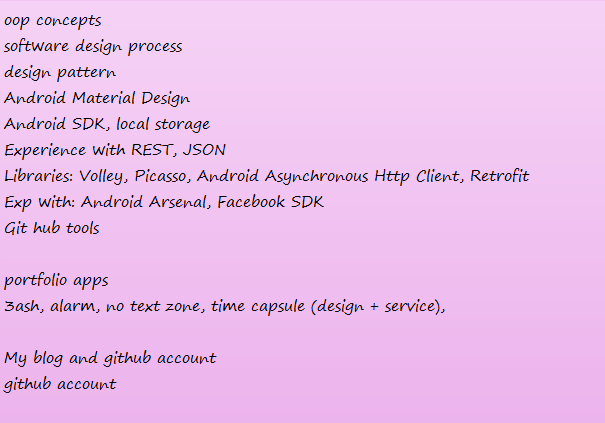 oop concepts
software design process
design pattern
Android Material Design
Android SDK, local storage
Experience with REST, JSON
Libraries: Volley, Picasso, Android Asynchronous Http Client, Retrofit
Exp with: Android Arsenal, Facebook SDK
Git hub tools
portfolio apps
3ash, alarm, no text zone, time capsule (design + service),
My blog and github account
github account